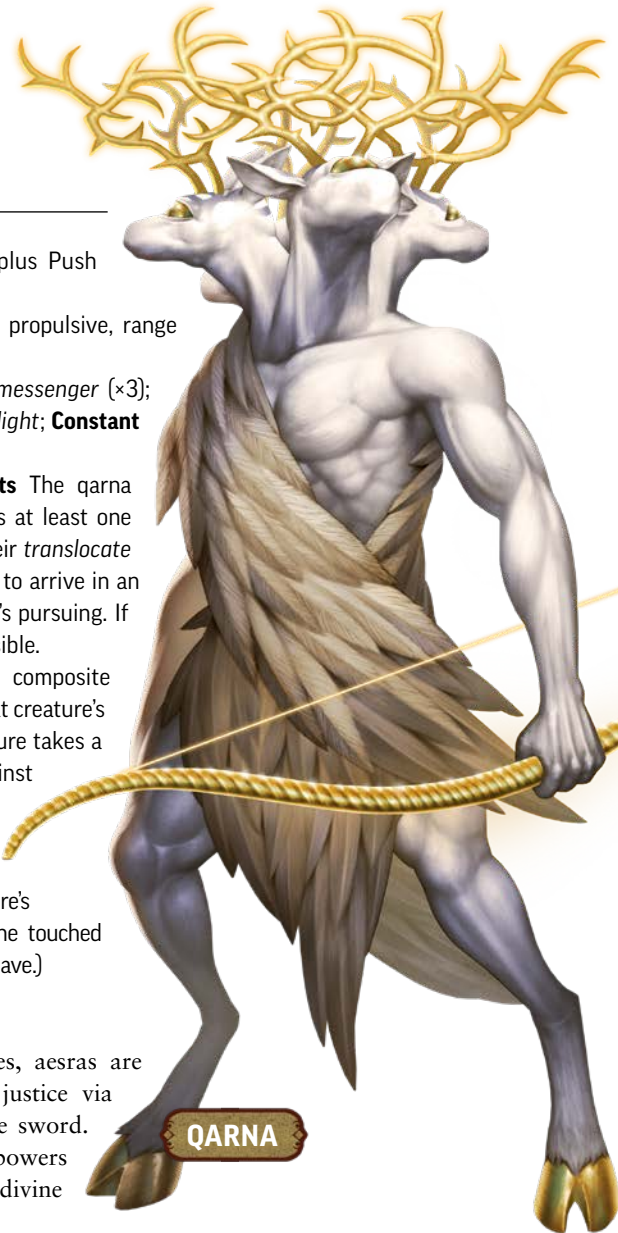 plus Push
propulsive, range
messenger (×3);
light; Constant
ts The qarna
s at least one
eir translocate
to arrive in an
's pursuing. If
sible.
composite
t creature's
ure takes a
inst
re's
ne touched
ave.)
es, aesras are
justice via
e sword.
powers
divine
QARNA